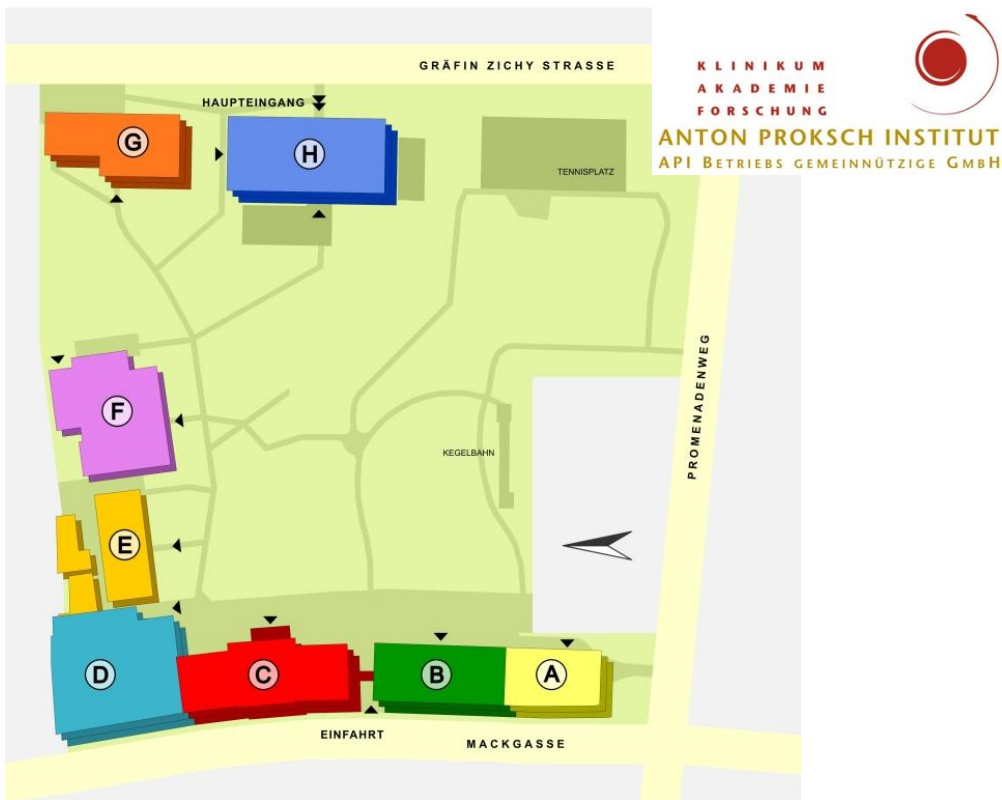 GRÄFIN ZICHY STRASSE
KLINIKUM
AKADEMIE
FORSCHUNG
ANTON PROKSCH INSTITUT
API BETRIEBS GEMEINNÜTZIGE GMBH
HAUPTEINGANG
G
H
TENNISPLATZ
PROMENADENWEG
F
KEGELBAHN
E
D
C
B
A
EINFAHRT
MACKGASSE